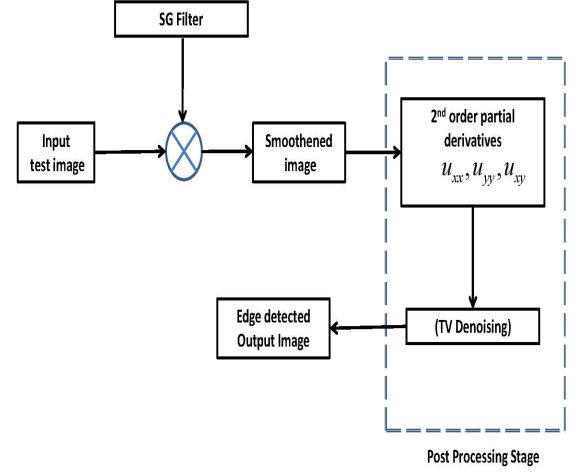 SG Filter
Input
test image
Smoothened
image
2nd order partial
derivatives
u_xx, u_yy, u_xy
(TV Denoising)
Edge detected
Output Image
Post Processing Stage